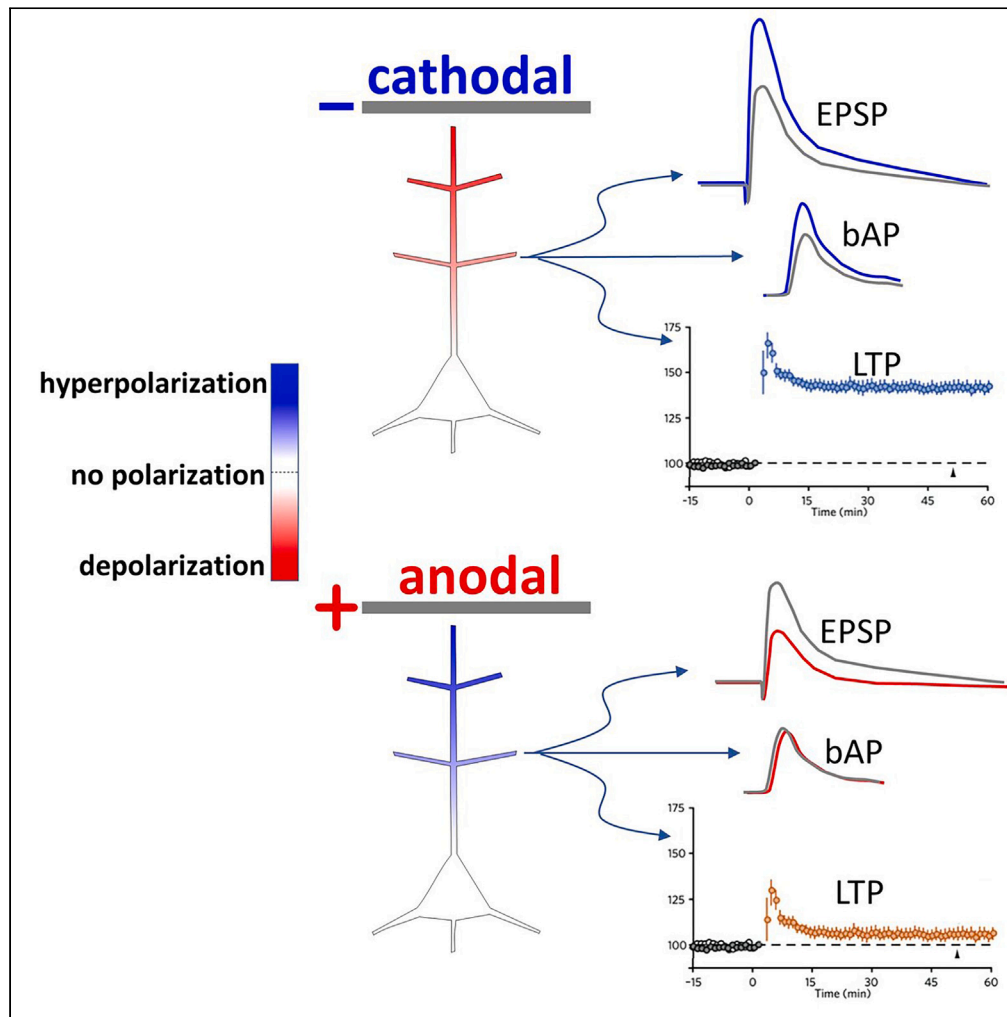 cathodal
−
EPSP
bAP
LTP
175
150
125
100
-15 0 15 30 45 60
Time (min)
hyperpolarization
no polarization
depolarization
anodal
+
EPSP
bAP
LTP
175
150
125
100
-15 0 15 30 45 60
Time (min)